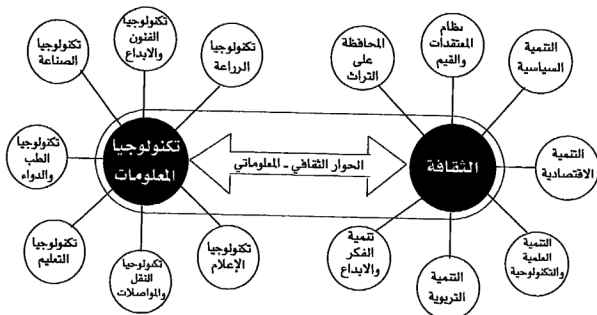 تكنولوجيا
الصناعة
تكنولوجيا
الفنون
والابداع
تكنولوجيا
الزراعة
المحافظة
على
التراث
نظام
المعتقدات
والقيم
التنمية
السياسية
تكنولوجيا
الطب
والدواء
تكنولوجيا
المعلومات
الحوار الثقافي - المعلوماتي
الثقافة
التنمية
الاقتصادية
تكنولوجيا
التعليم
تكنولوجيا
النقل
والمواصلات
تكنولوجيا
الإعلام
تنمية
الفكر
والابداع
التنمية
التربوية
التنمية
العلمية
والتكنولوجية